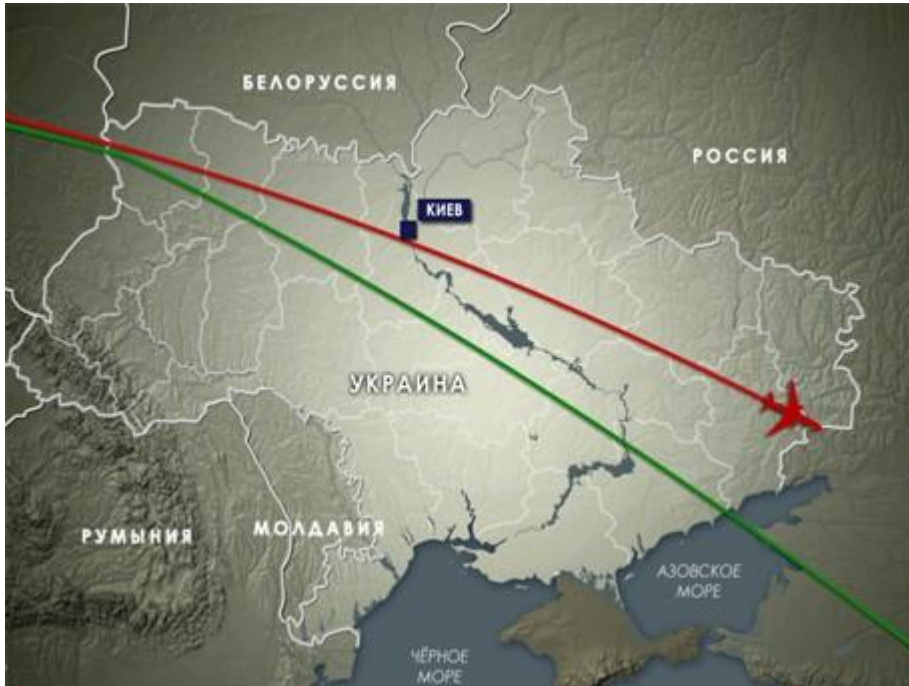 БЕЛОРУССИЯ
РОССИЯ
КИЕВ
УКРАИНА
РУМЫНИЯ
МОЛДАВИЯ
АЗОВСКОЕ
МОРЕ
ЧЁРНОЕ
МОРЕ